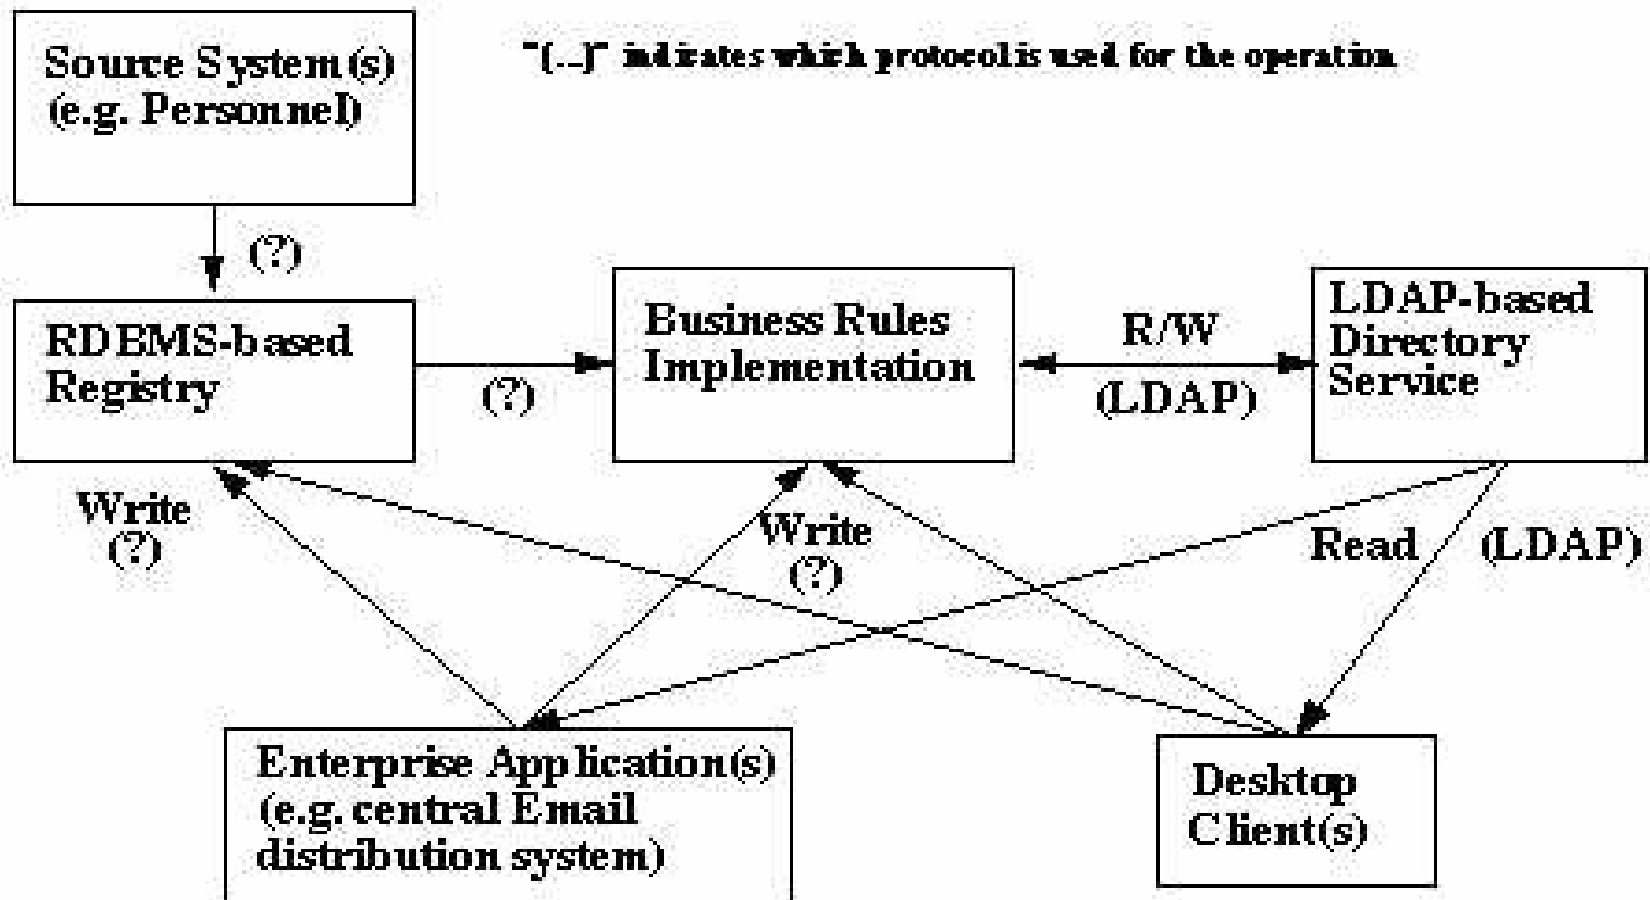 Source System(s)
(e.g. Personnel)
"(...)" indicates which protocol is used for the operation
(?)
RDBMS-based
Registry
(?)
Business Rules
Implementation
R/W
(LDAP)
LDAP-based
Directory
Service
Write
(?)
Write
(?)
Read
(LDAP)
Enterprise Application(s)
(e.g. central Email
distribution system)
Desktop
Client(s)